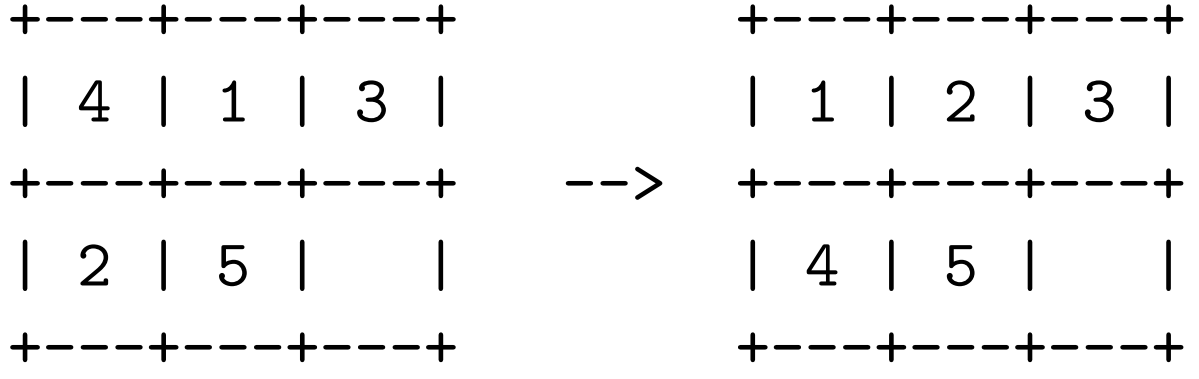 +---+---+---+        +---+---+---+
| 4 | 1 | 3 |        | 1 | 2 | 3 |
+---+---+---+   -->  +---+---+---+
| 2 | 5 |   |        | 4 | 5 |   |
+---+---+---+        +---+---+---+